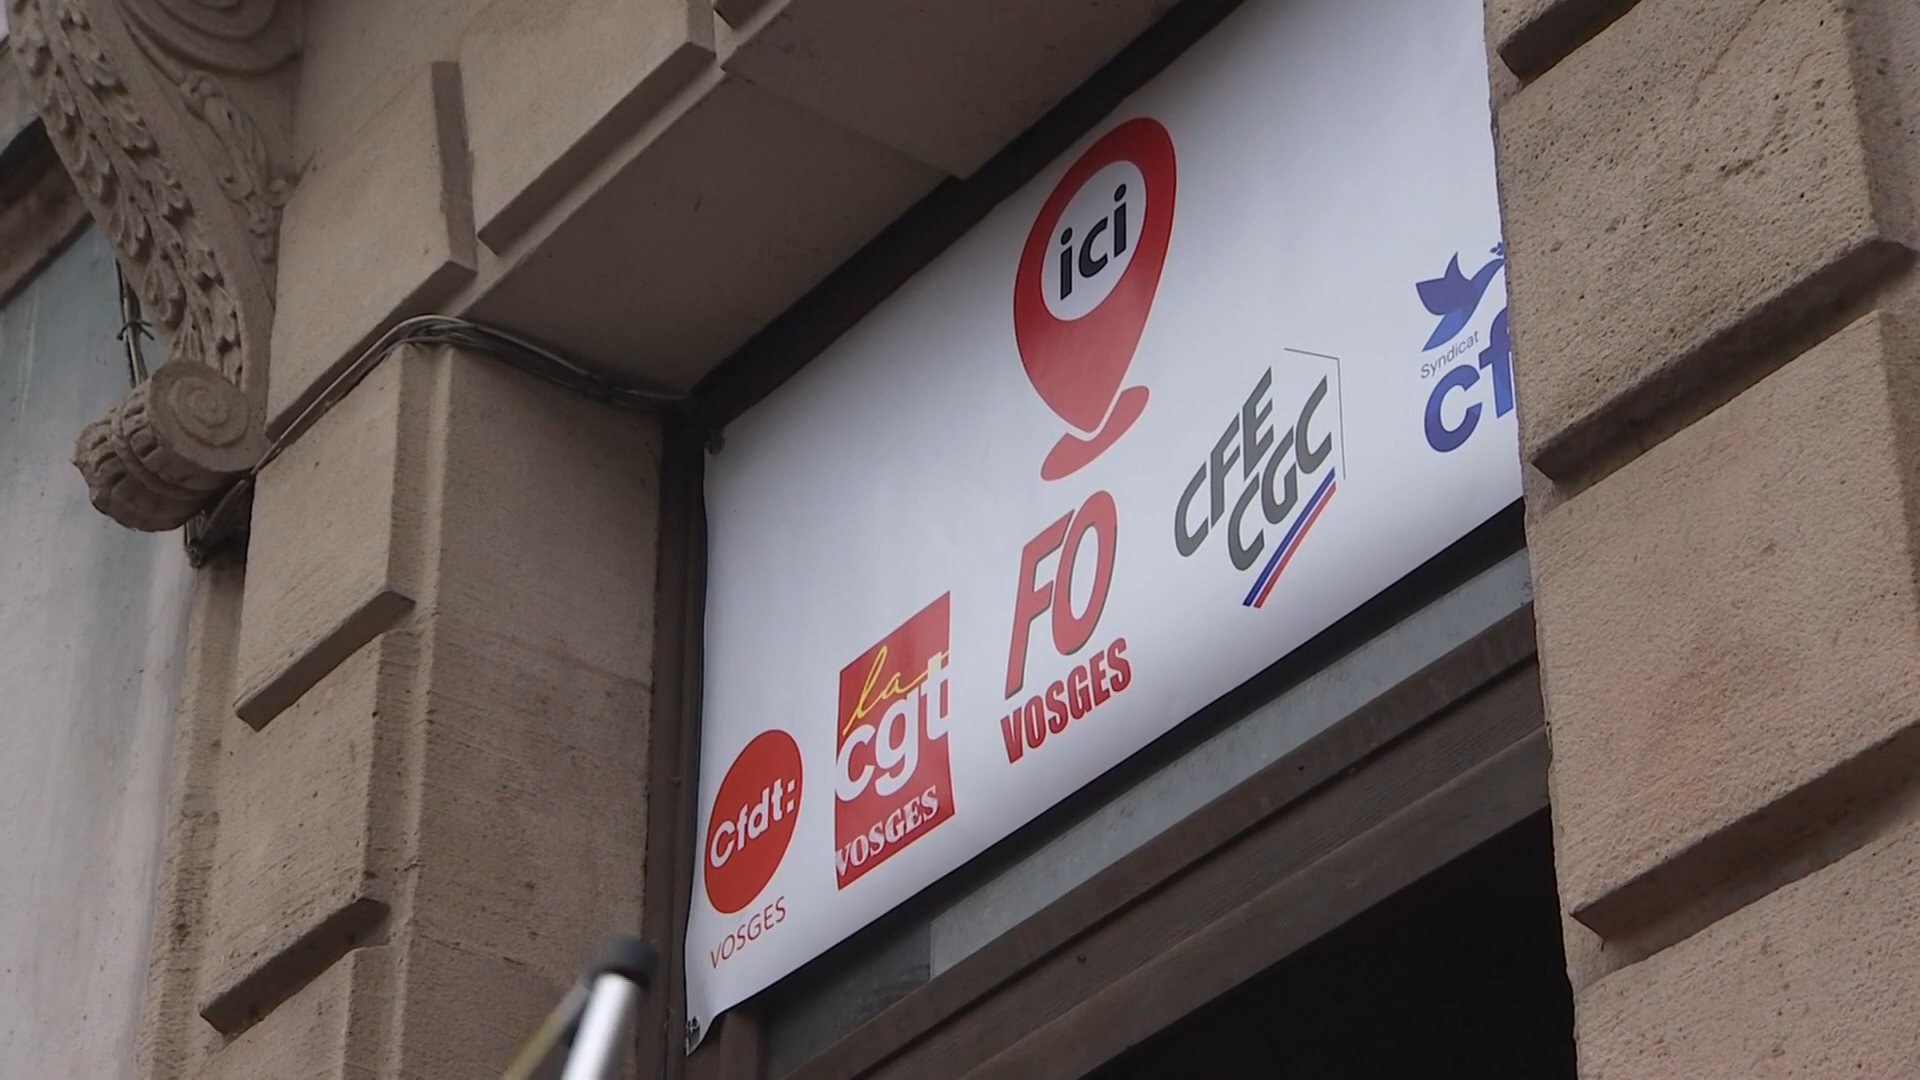 ici
Cfdt:
VOSGES
la
cgt
VOSGES
FO
VOSGES
CFE
CGC
Syndicat
cf